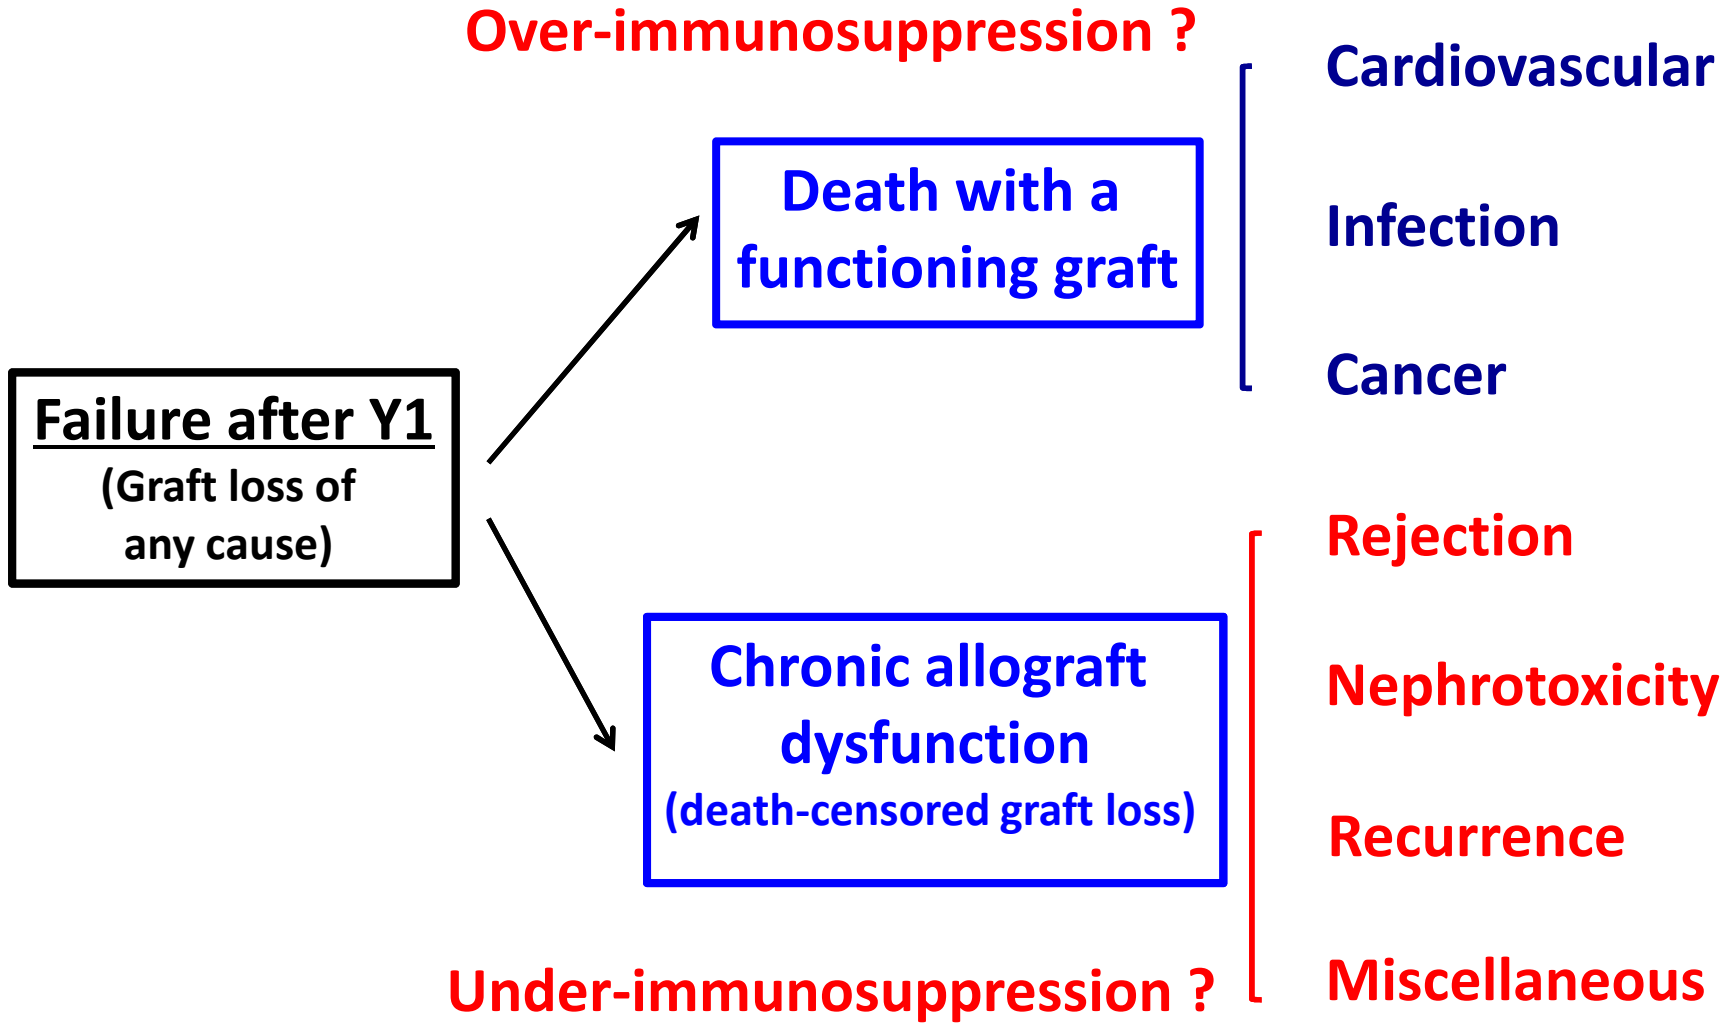 Over-immunosuppression ?
Death with a
functioning graft
Cardiovascular
Infection
Cancer
Failure after Y1
(Graft loss of
any cause)
Chronic allograft
dysfunction
(death-censored graft loss)
Rejection
Nephrotoxicity
Recurrence
Miscellaneous
Under-immunosuppression ?